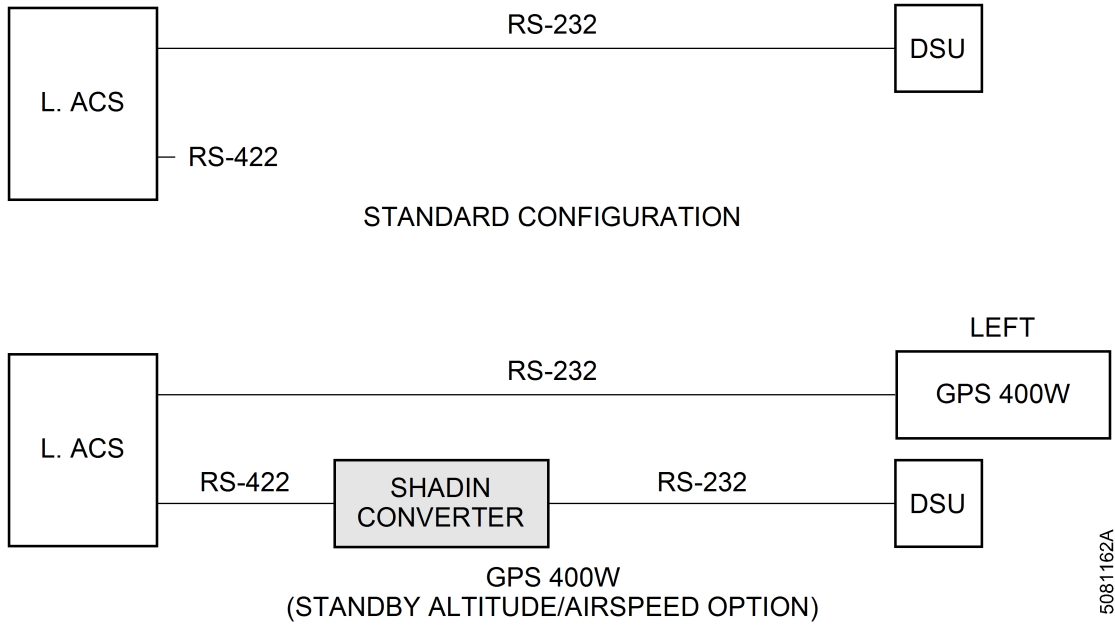 RS-232
L. ACS
DSU
RS-422
STANDARD CONFIGURATION
LEFT
RS-232
GPS 400W
L. ACS
RS-422
SHADIN
CONVERTER
RS-232
DSU
GPS 400W
(STANDBY ALTITUDE/AIRSPEED OPTION)
5081162A